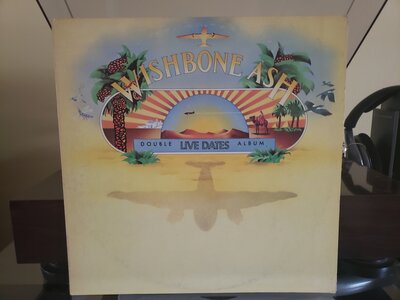 WISHBONE ASH
DOUBLE LIVE DATES ALBUM